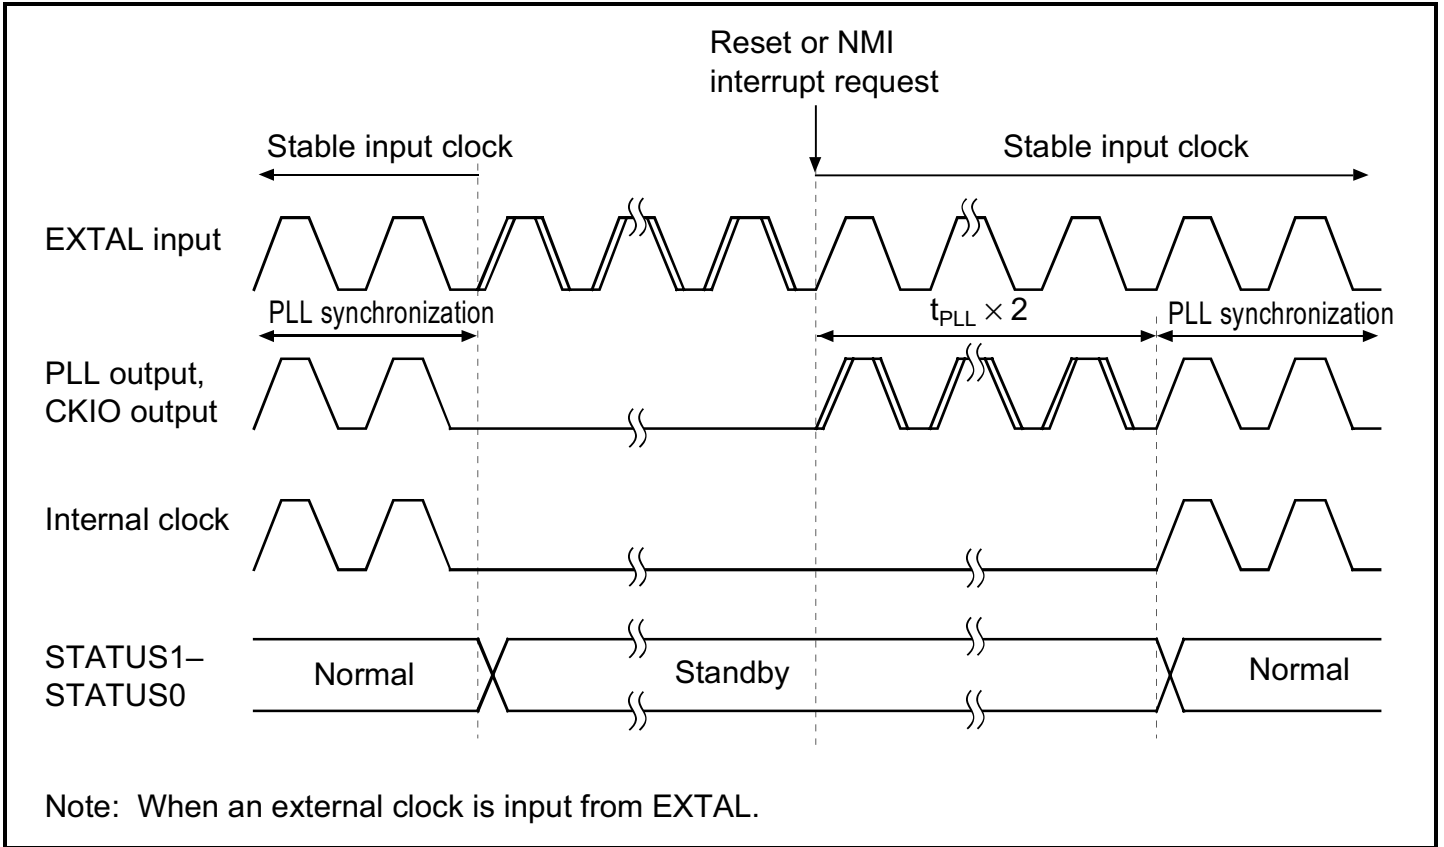 Reset or NMI
interrupt request
Stable input clock
Stable input clock
EXTAL input
PLL synchronization
tPLL × 2
PLL synchronization
PLL output,
CKIO output
Internal clock
STATUS1–
STATUS0
Normal
Standby
Normal
Note: When an external clock is input from EXTAL.